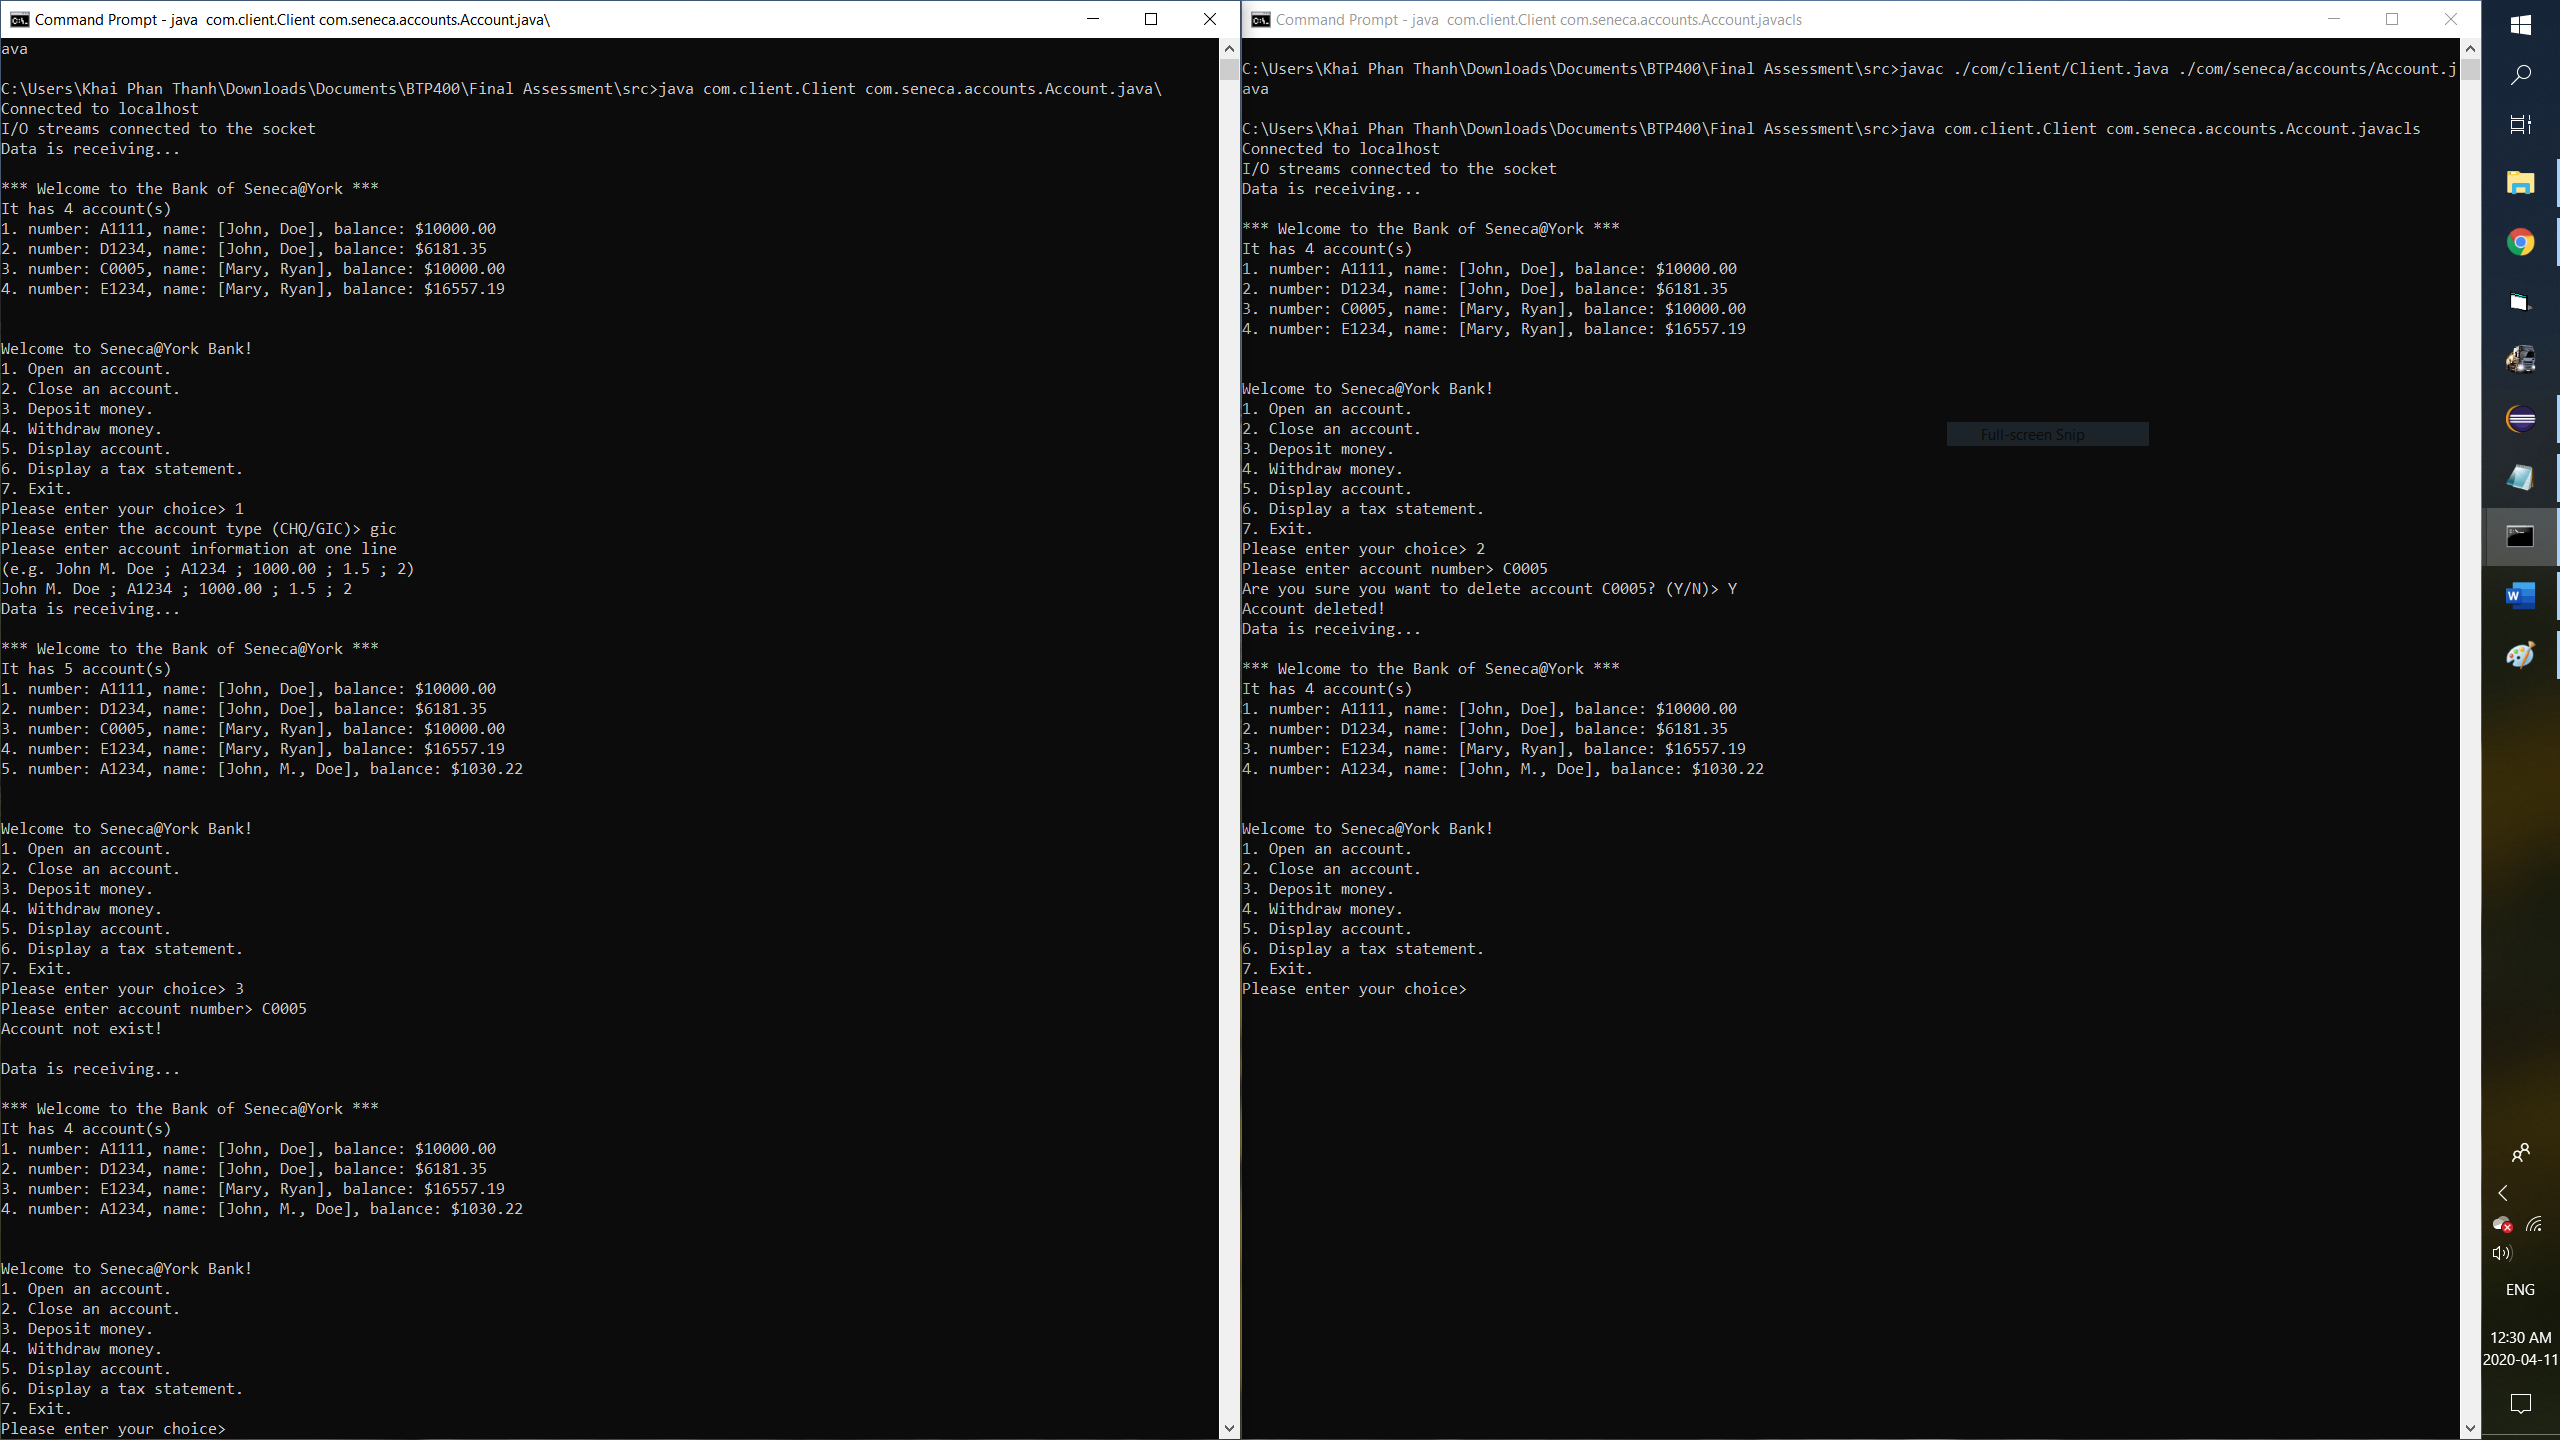 Command Prompt - java  com.client.Client com.seneca.accounts.Account.java\
ava
C:\Users\Khai Phan Thanh\Downloads\Documents\BTP400\Final Assessment\src>java com.client.Client com.seneca.accounts.Account.java\
Connected to localhost
I/O streams connected to the socket
Data is receiving...
*** Welcome to the Bank of Seneca@York ***
It has 4 account(s)
1. number: A1111, name: [John, Doe], balance: $10000.00
2. number: D1234, name: [John, Doe], balance: $6181.35
3. number: C0005, name: [Mary, Ryan], balance: $10000.00
4. number: E1234, name: [Mary, Ryan], balance: $16557.19
Welcome to Seneca@York Bank!
1. Open an account.
2. Close an account.
3. Deposit money.
4. Withdraw money.
5. Display account.
6. Display a tax statement.
7. Exit.
Please enter your choice> 1
Please enter the account type (CHQ/GIC)> gic
Please enter account information at one line
(e.g. John M. Doe ; A1234 ; 1000.00 ; 1.5 ; 2)
John M. Doe ; A1234 ; 1000.00 ; 1.5 ; 2
Data is receiving...
*** Welcome to the Bank of Seneca@York ***
It has 5 account(s)
1. number: A1111, name: [John, Doe], balance: $10000.00
2. number: D1234, name: [John, Doe], balance: $6181.35
3. number: C0005, name: [Mary, Ryan], balance: $10000.00
4. number: E1234, name: [Mary, Ryan], balance: $16557.19
5. number: A1234, name: [John, M., Doe], balance: $1030.22
Welcome to Seneca@York Bank!
1. Open an account.
2. Close an account.
3. Deposit money.
4. Withdraw money.
5. Display account.
6. Display a tax statement.
7. Exit.
Please enter your choice> 3
Please enter account number> C0005
Account not exist!
Data is receiving...
*** Welcome to the Bank of Seneca@York ***
It has 4 account(s)
1. number: A1111, name: [John, Doe], balance: $10000.00
2. number: D1234, name: [John, Doe], balance: $6181.35
3. number: E1234, name: [Mary, Ryan], balance: $16557.19
4. number: A1234, name: [John, M., Doe], balance: $1030.22
Welcome to Seneca@York Bank!
1. Open an account.
2. Close an account.
3. Deposit money.
4. Withdraw money.
5. Display account.
6. Display a tax statement.
7. Exit.
Please enter your choice>
Command Prompt - java  com.client.Client com.seneca.accounts.Account.javacls
C:\Users\Khai Phan Thanh\Downloads\Documents\BTP400\Final Assessment\src>javac ./com/client/Client.java ./com/seneca/accounts/Account.j
ava
C:\Users\Khai Phan Thanh\Downloads\Documents\BTP400\Final Assessment\src>java com.client.Client com.seneca.accounts.Account.javacls
Connected to localhost
I/O streams connected to the socket
Data is receiving...
*** Welcome to the Bank of Seneca@York ***
It has 4 account(s)
1. number: A1111, name: [John, Doe], balance: $10000.00
2. number: D1234, name: [John, Doe], balance: $6181.35
3. number: C0005, name: [Mary, Ryan], balance: $10000.00
4. number: E1234, name: [Mary, Ryan], balance: $16557.19
Welcome to Seneca@York Bank!
1. Open an account.
2. Close an account.
3. Deposit money.
4. Withdraw money.
5. Display account.
6. Display a tax statement.
7. Exit.
Please enter your choice> 2
Please enter account number> C0005
Are you sure you want to delete account C0005? (Y/N)> Y
Account deleted!
Data is receiving...
*** Welcome to the Bank of Seneca@York ***
It has 4 account(s)
1. number: A1111, name: [John, Doe], balance: $10000.00
2. number: D1234, name: [John, Doe], balance: $6181.35
3. number: E1234, name: [Mary, Ryan], balance: $16557.19
4. number: A1234, name: [John, M., Doe], balance: $1030.22
Welcome to Seneca@York Bank!
1. Open an account.
2. Close an account.
3. Deposit money.
4. Withdraw money.
5. Display account.
6. Display a tax statement.
7. Exit.
Please enter your choice>
Full-screen Snip
ENG
12:30 AM
2020-04-11